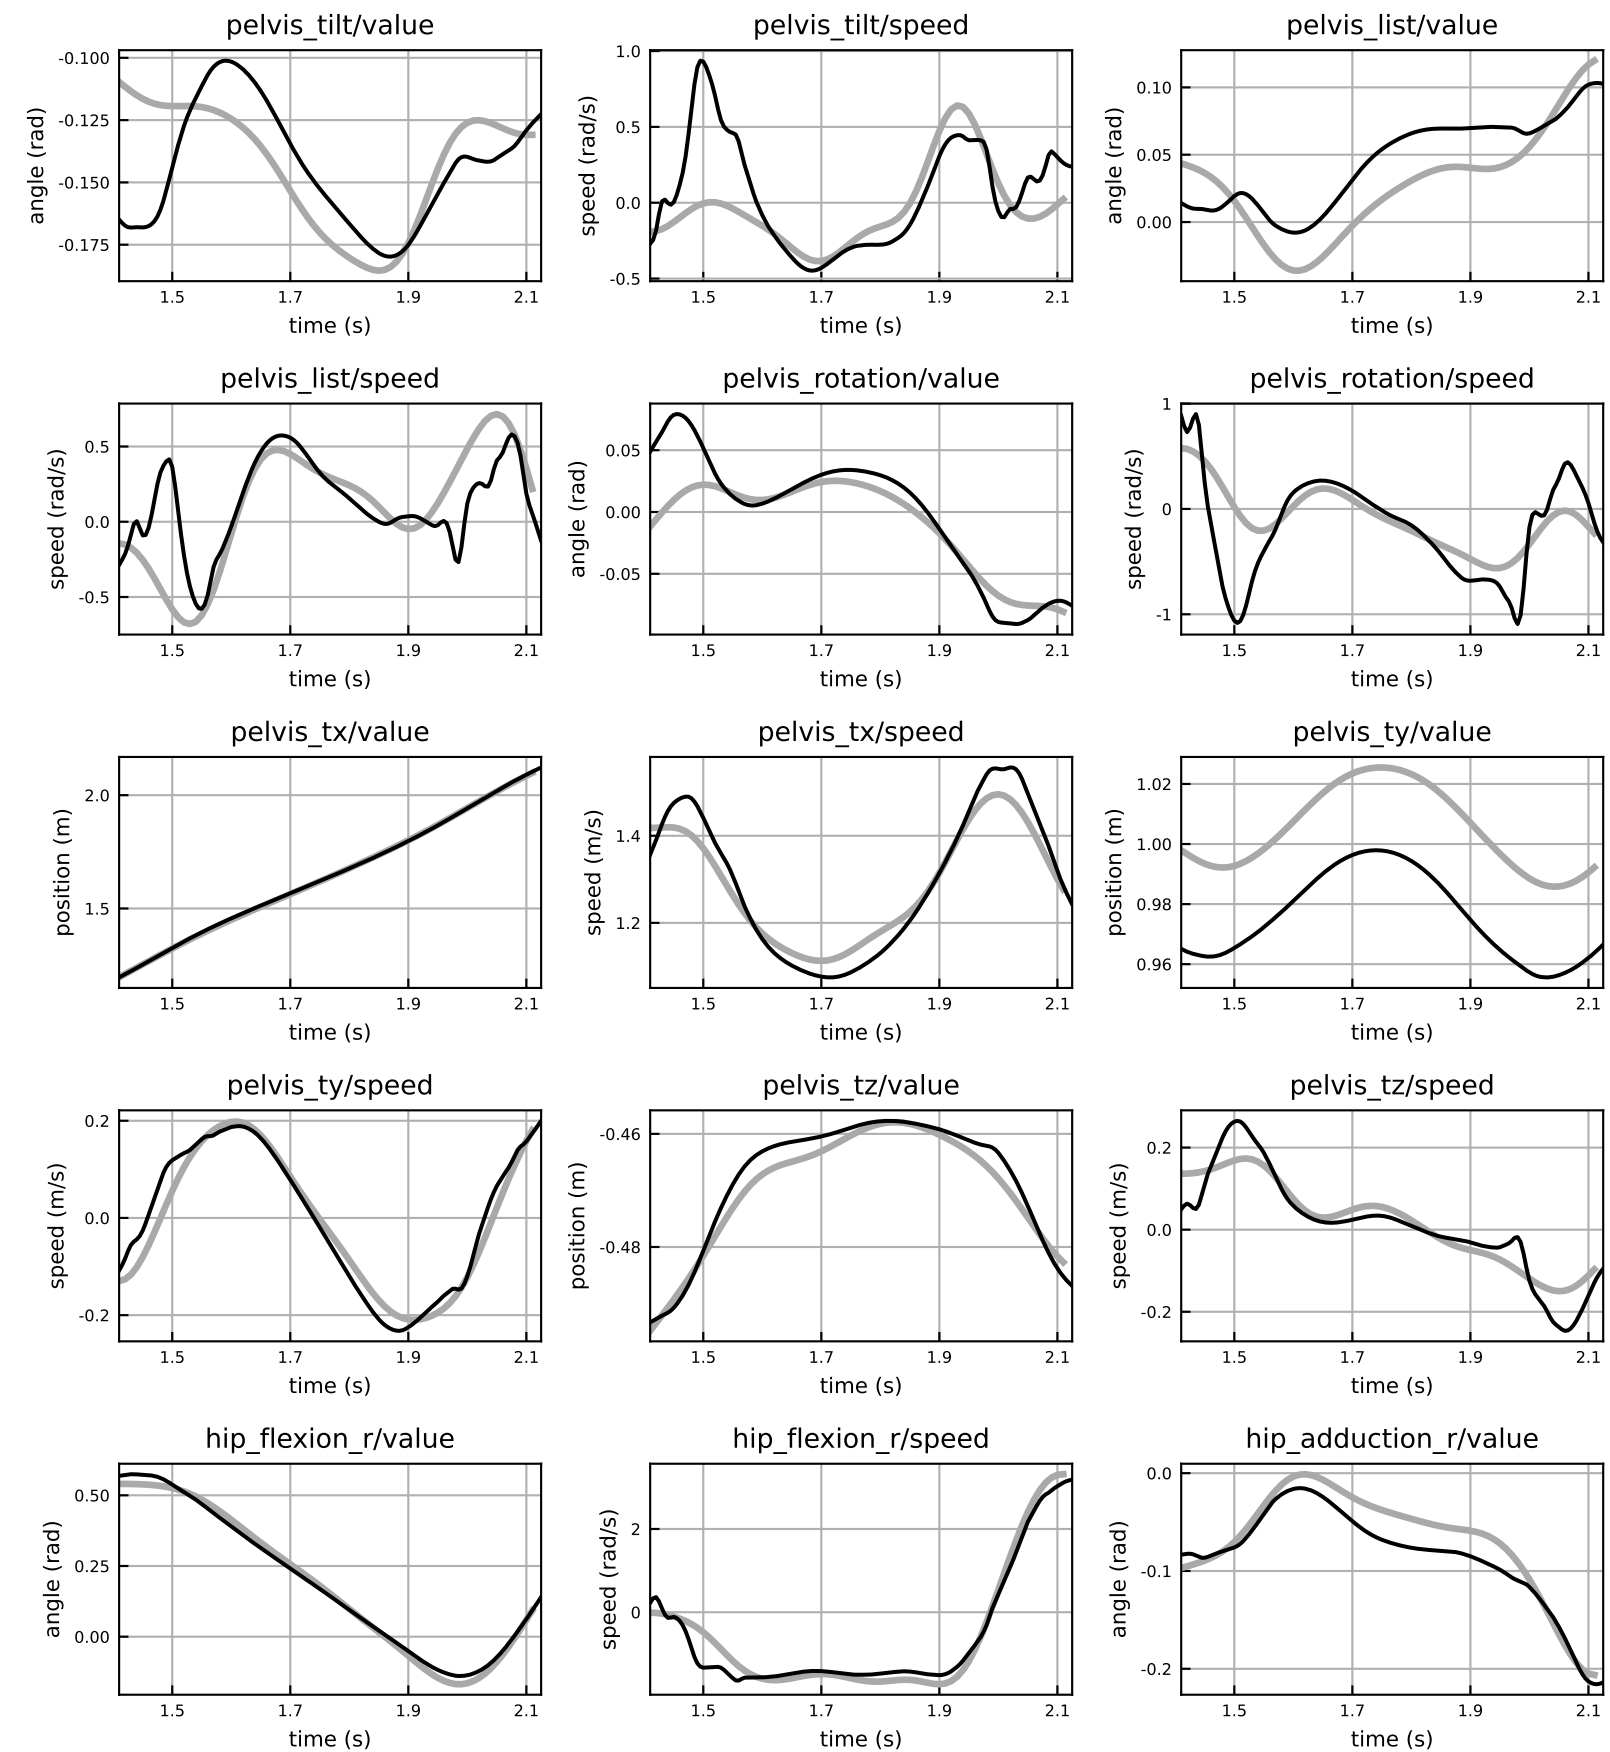 pelvis_tilt/value
pelvis_tilt/speed
pelvis_list/value
-0.100
-0.125
-0.150
-0.175
angle (rad)
1.5 1.7 1.9 2.1
time (s)
1.0
0.5
0.0
-0.5
speed (rad/s)
1.5 1.7 1.9 2.1
time (s)
0.10
0.05
0.00
angle (rad)
1.5 1.7 1.9 2.1
time (s)
pelvis_list/speed
pelvis_rotation/value
pelvis_rotation/speed
0.5
0.0
-0.5
speed (rad/s)
1.5 1.7 1.9 2.1
time (s)
0.05
0.00
-0.05
angle (rad)
1.5 1.7 1.9 2.1
time (s)
1
0
-1
speed (rad/s)
1.5 1.7 1.9 2.1
time (s)
pelvis_tx/value
pelvis_tx/speed
pelvis_ty/value
2.0
1.5
position (m)
1.5 1.7 1.9 2.1
time (s)
1.4
1.2
speed (m/s)
1.5 1.7 1.9 2.1
time (s)
1.02
1.00
0.98
0.96
position (m)
1.5 1.7 1.9 2.1
time (s)
pelvis_ty/speed
pelvis_tz/value
pelvis_tz/speed
0.2
0.0
-0.2
speed (m/s)
1.5 1.7 1.9 2.1
time (s)
-0.46
-0.48
position (m)
1.5 1.7 1.9 2.1
time (s)
0.2
0.0
-0.2
speed (m/s)
1.5 1.7 1.9 2.1
time (s)
hip_flexion_r/value
hip_flexion_r/speed
hip_adduction_r/value
0.50
0.25
0.00
angle (rad)
1.5 1.7 1.9 2.1
time (s)
2
0
speed (rad/s)
1.5 1.7 1.9 2.1
time (s)
0.0
-0.1
-0.2
angle (rad)
1.5 1.7 1.9 2.1
time (s)